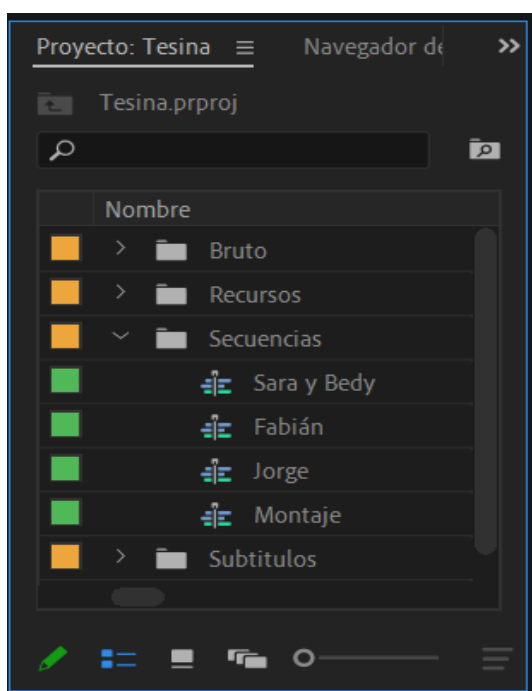 Proyecto: Tesina Navegador de
Tesina.prproj
Nombre
Bruto
Recursos
Secuencias
Sara y Bedy
Fabián
Jorge
Montaje
Subtitulos